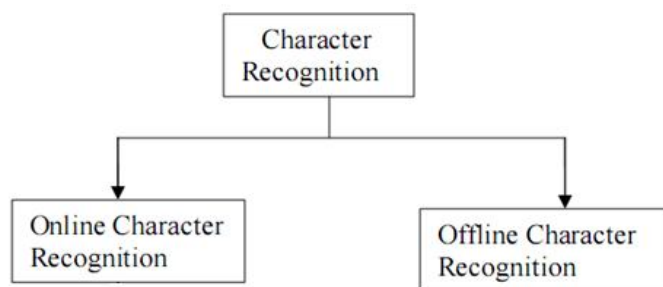 Character
Recognition
Online Character
Recognition
Offline Character
Recognition